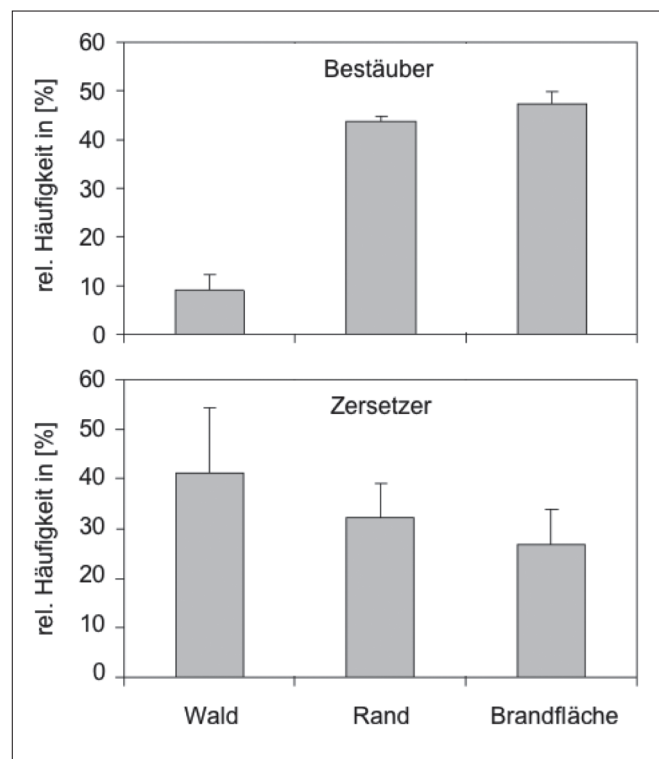 Bestäuber
rel. Häufigkeit in [%]
60
50
40
30
20
10
0
Zersetzer
rel. Häufigkeit in [%]
60
50
40
30
20
10
0
Wald Rand Brandfläche